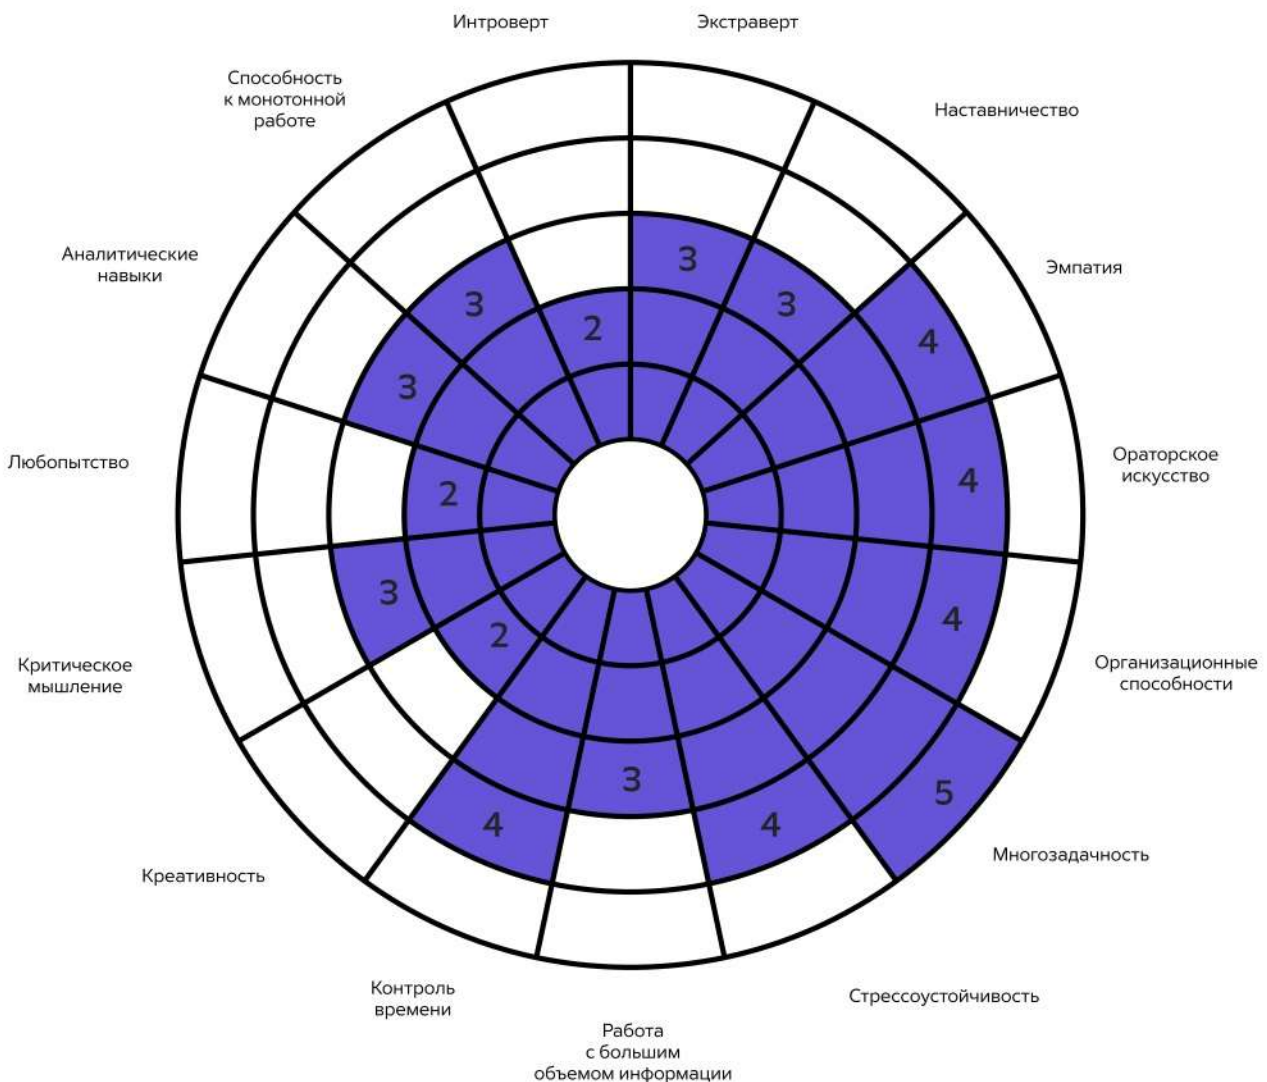 Интроверт
Экстраверт
Способность
к монотонной
работе
Наставничество
Аналитические
навыки
Эмпатия
3
3
3
2
4
3
Любопытство
Ораторское
искусство
2
4
3
4
2
Критическое
мышление
Организационные
способности
3
5
4
4
Креативность
Многозадачность
Контроль
времени
Стрессоустойчивость
Работа
с большим
объемом информации